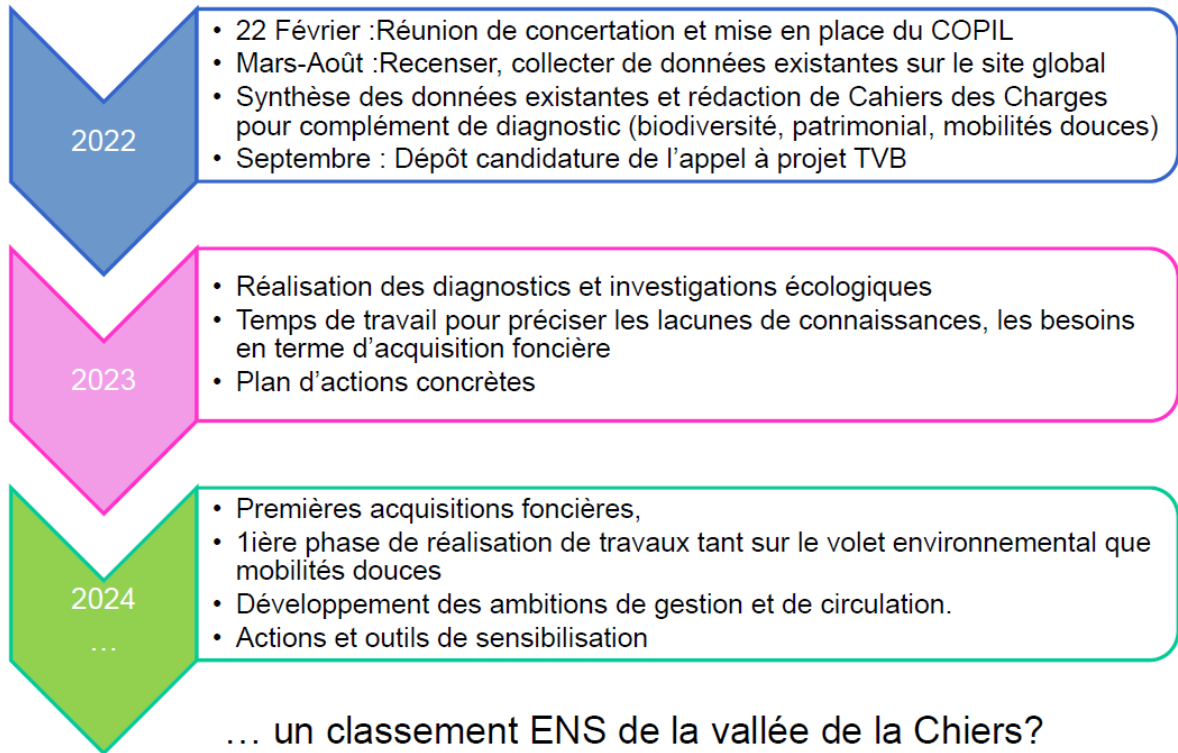 2022
• 22 Février :Réunion de concertation et mise en place du COPIL
• Mars-Août :Recenser, collecter de données existantes sur le site global
• Synthèse des données existantes et rédaction de Cahiers des Charges
pour complément de diagnostic (biodiversité, patrimonial, mobilités douces)
• Septembre : Dépôt candidature de l’appel à projet TVB
2023
• Réalisation des diagnostics et investigations écologiques
• Temps de travail pour préciser les lacunes de connaissances, les besoins
en terme d’acquisition foncière
• Plan d’actions concrètes
2024
…
• Premières acquisitions foncières,
• 1ière phase de réalisation de travaux tant sur le volet environnemental que
mobilités douces
• Développement des ambitions de gestion et de circulation.
• Actions et outils de sensibilisation
… un classement ENS de la vallée de la Chiers?